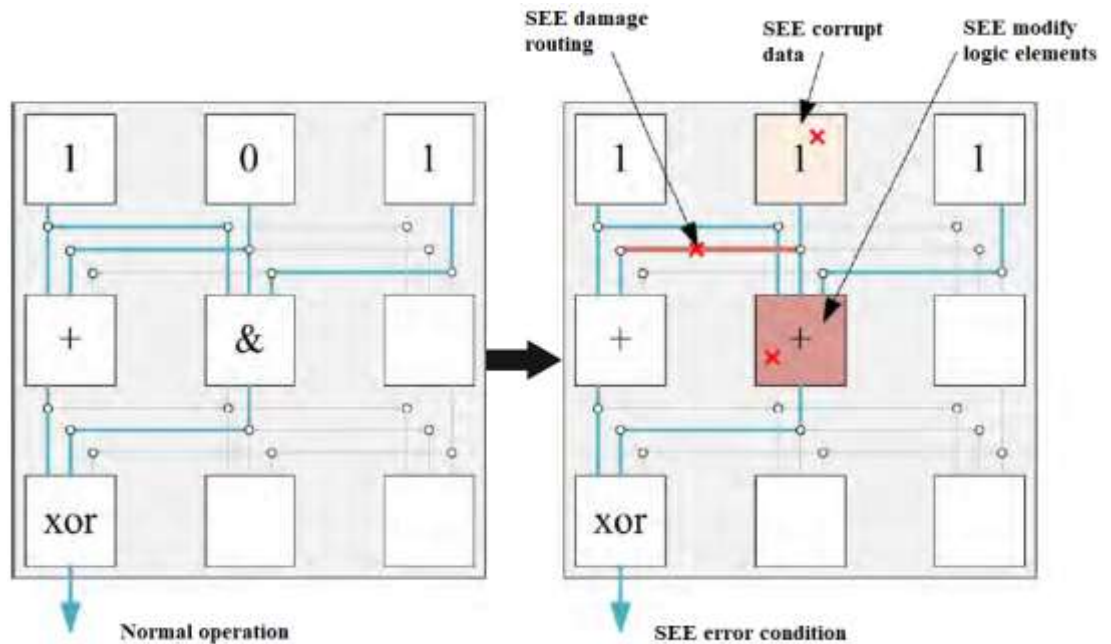 SEE damage
routing
SEE corrupt
data
SEE modify
logic elements
1 0 1
1 1 1
+ &
+ +
xor
xor
Normal operation
SEE error condition